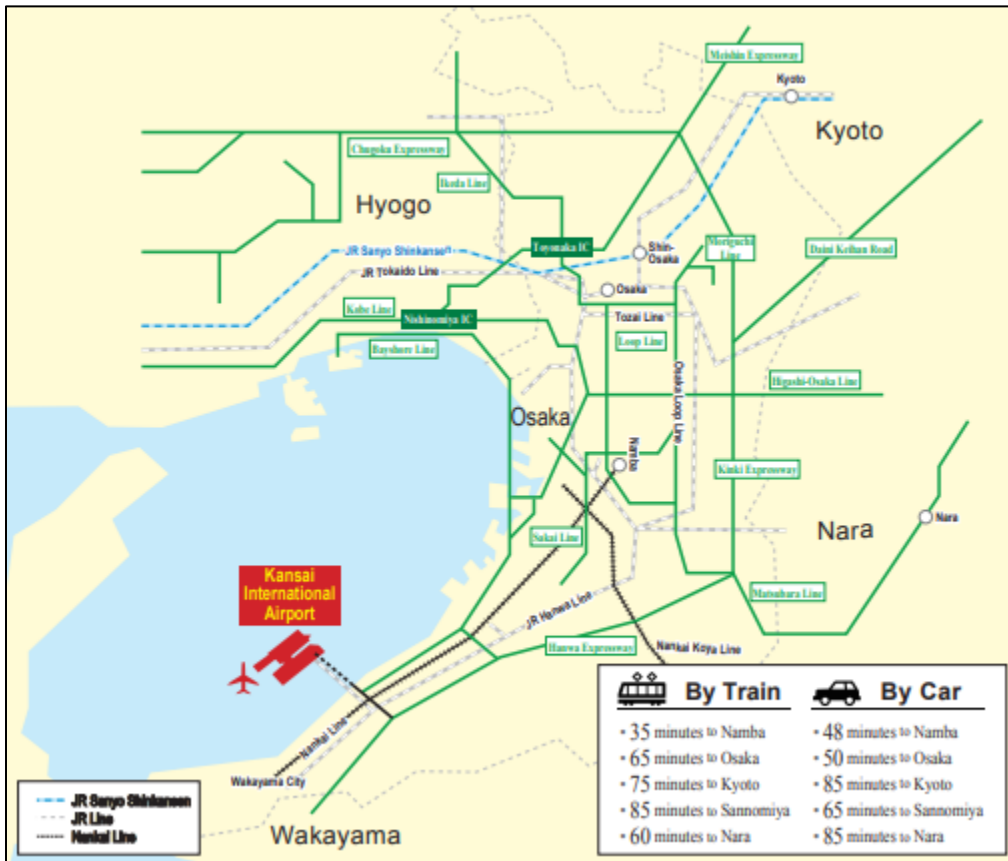 Meishin Expressway
Kyoto
Kyoto
Chugoku Expressway
Ikeda Line
Hyogo
Toyonaka IC
Shin-
Osaka
Moriguchi
Line
Daini Keihan Road
JR Sanyo Shinkansen
JR Tokaido Line
Osaka
Kobe Line
Nishinomiya IC
Tozai Line
Loop Line
Bayshore Line
Osaka Loop Line
Higashi-Osaka Line
Osaka
Namba
Kinki Expressway
Nara
Nara
Sakai Line
Kansai
International
Airport
Matsubara Line
JR Hanwa Line
Hanwa Expressway
Nankai Koya Line
Nankai Line
Wakayama City
Wakayama
JR Sanyo Shinkansen
JR Line
Nankai Line
By Train
• 35 minutes to Namba
• 65 minutes to Osaka
• 75 minutes to Kyoto
• 85 minutes to Sannomiya
• 60 minutes to Nara
By Car
• 48 minutes to Namba
• 50 minutes to Osaka
• 85 minutes to Kyoto
• 65 minutes to Sannomiya
• 85 minutes to Nara